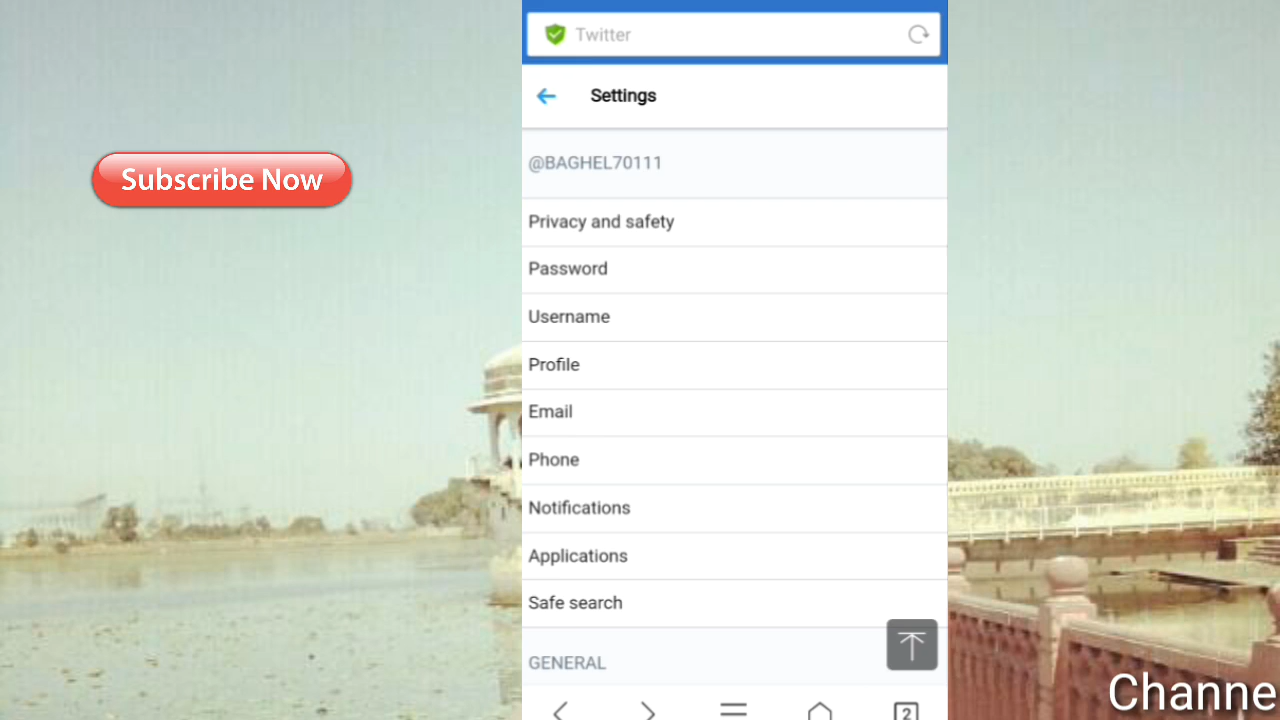 Twitter
Settings
@BAGHEL70111
Subscribe Now
Privacy and safety
Password
Username
Profile
Email
Phone
Notifications
Applications
Safe search
GENERAL
2
Channe